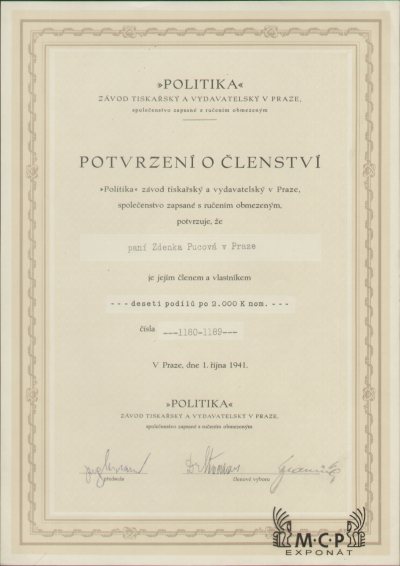 »POLITIKA«
ZÁVOD TISKAŘSKÝ A VYDAVATELSKÝ V PRAZE,
společenstvo zapsané s ručením obmezeným
POTVRZENÍ O ČLENSTVÍ
»Politika« závod tiskařský a vydavatelský v Praze,
společenstvo zapsané s ručením obmezeným,
potvrzuje, že
paní Zdenka Pucová v Praze
je jejím členem a vlastníkem
--- deseti podílů po 2.000 K nom. ---
čísla ---1180-1189---
V Praze, dne 1. října 1941.
»POLITIKA«
ZÁVOD TISKAŘSKÝ A VYDAVATELSKÝ V PRAZE,
společenstvo zapsané s ručením obmezeným
předseda členové výboru
M·C·P
EXPONÁT